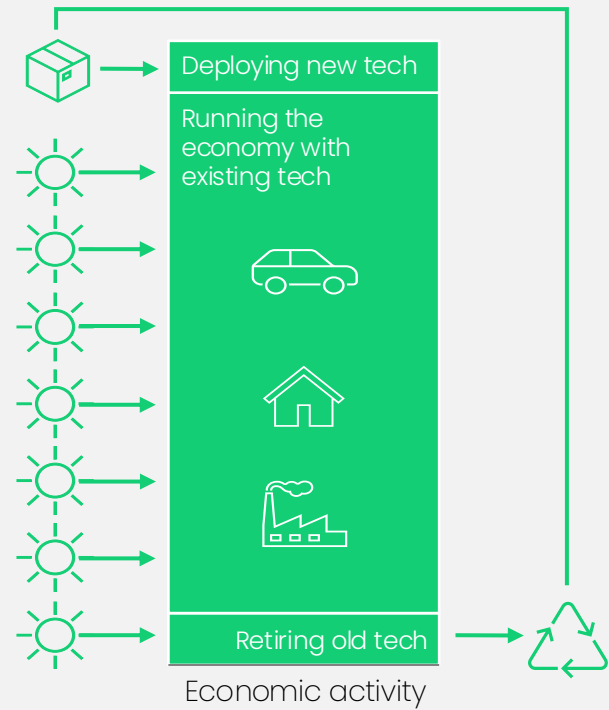 Deploying new tech
Running the
economy with
existing tech
Retiring old tech
Economic activity